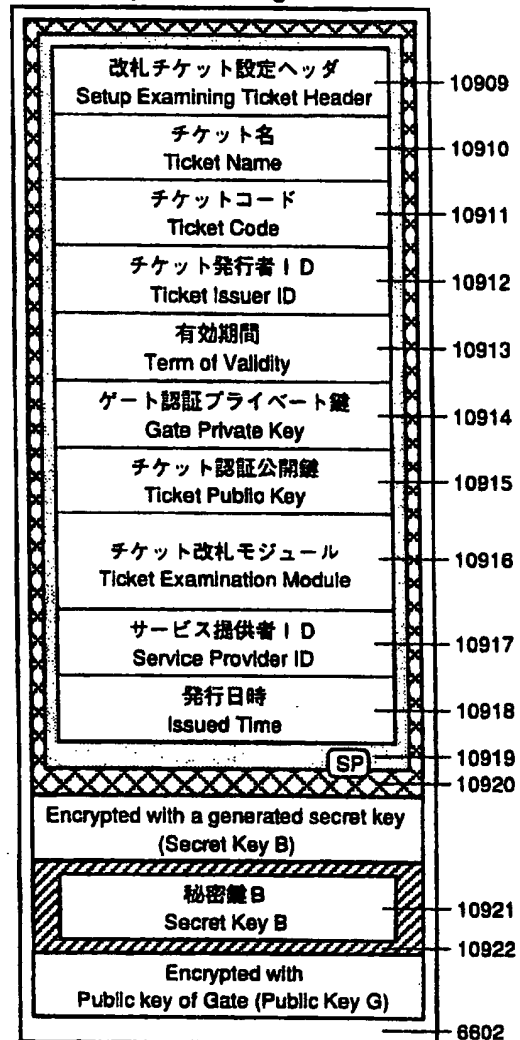 改札チケット設定ヘッダ
Setup Examining Ticket Header
10909
チケット名
Ticket Name
10910
チケットコード
Ticket Code
10911
チケット発行者ID
Ticket Issuer ID
10912
有効期間
Term of Validity
10913
ゲート認証プライベート鍵
Gate Private Key
10914
チケット認証公開鍵
Ticket Public Key
10915
チケット改札モジュール
Ticket Examination Module
10916
サービス提供者ID
Service Provider ID
10917
発行日時
Issued Time
10918
SP
10919
10920
Encrypted with a generated secret key
(Secret Key B)
秘密鍵B
Secret Key B
10921
10922
Encrypted with
Public key of Gate (Public Key G)
6602